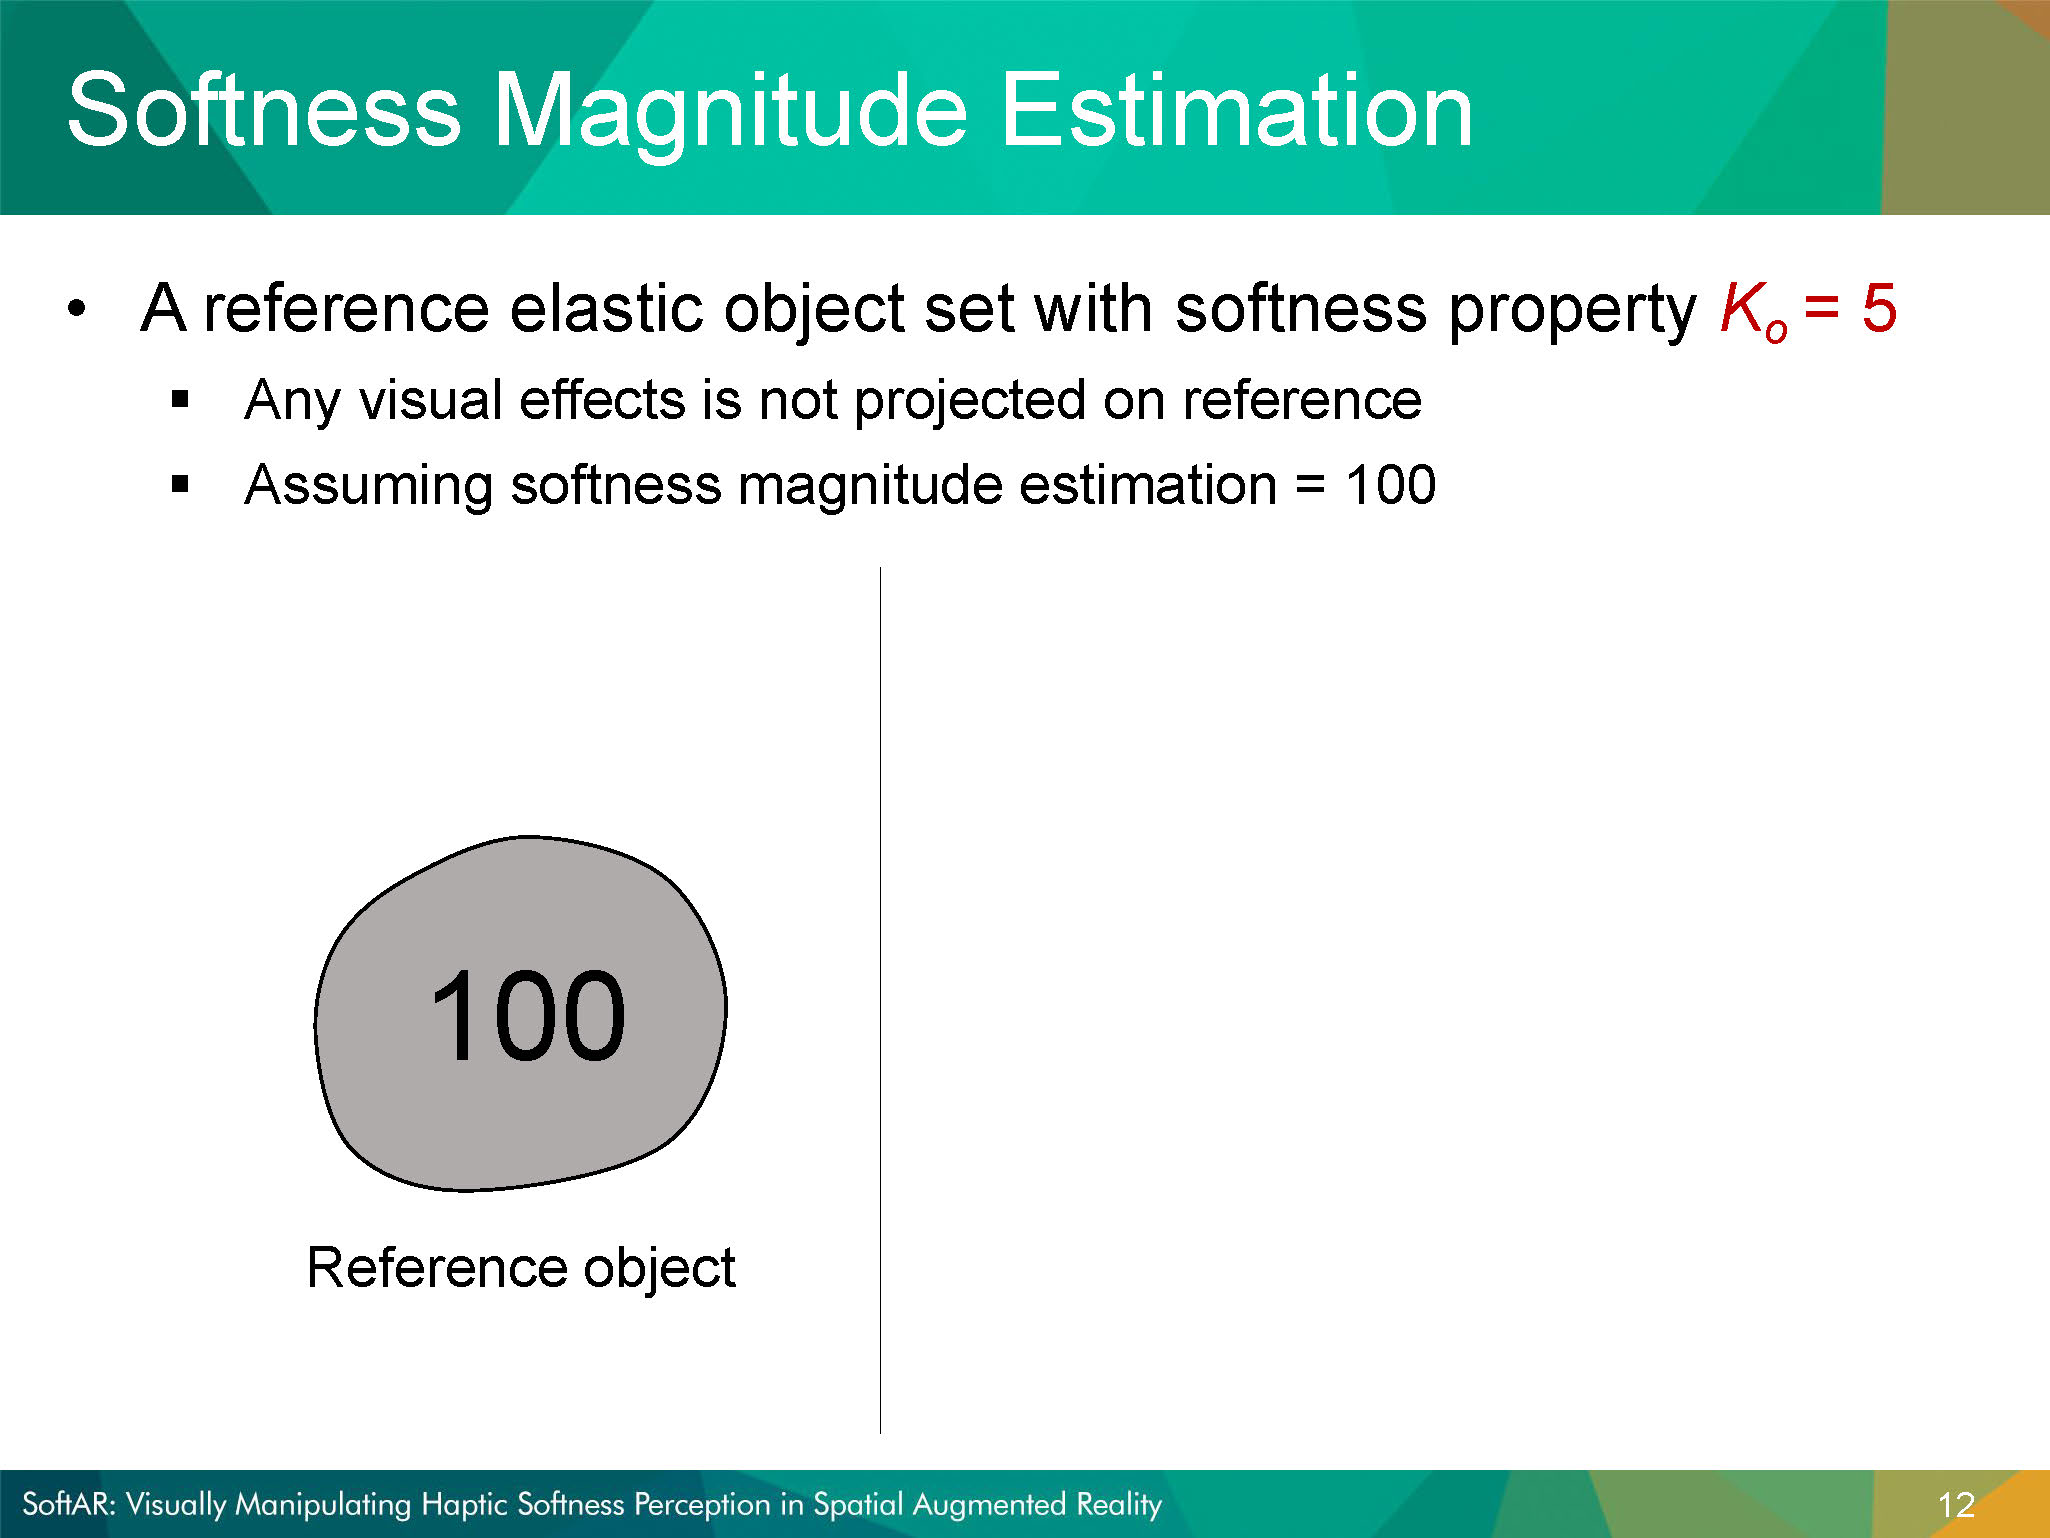 Softness Magnitude Estimation
• A reference elastic object set with softness property Ko = 5
▪ Any visual effects is not projected on reference
▪ Assuming softness magnitude estimation = 100
100
Reference object
SoftAR: Visually Manipulating Haptic Softness Perception in Spatial Augmented Reality
12